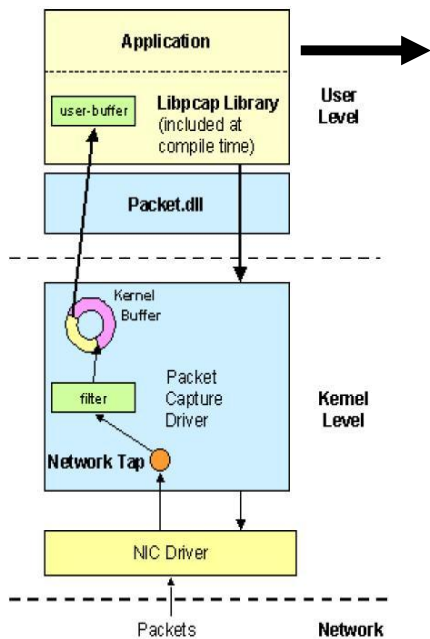 Application
user-buffer
Libpcap Library
(included at
compile time)
User
Level
Packet.dll
Kernel
Buffer
filter
Packet
Capture
Driver
Kernel
Level
Network Tap
NIC Driver
Packets
Network